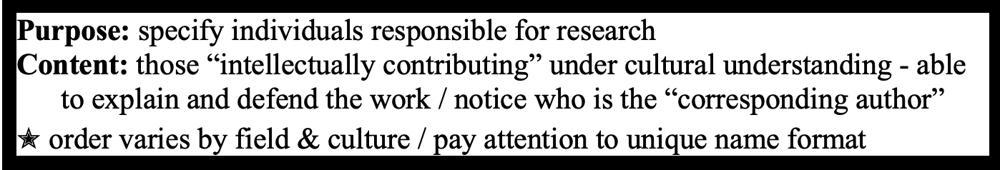 Purpose: specify individuals responsible for research
Content: those “intellectually contributing” under cultural understanding - able
to explain and defend the work / notice who is the “corresponding author”
✭ order varies by field & culture / pay attention to unique name format